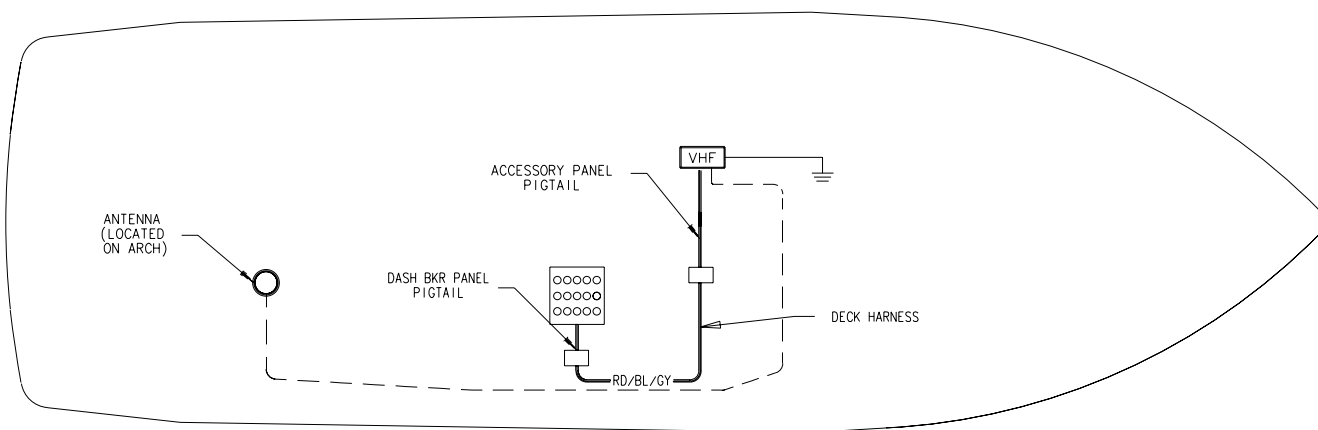 VHF
ACCESSORY PANEL
PIGTAIL
ANTENNA
(LOCATED
ON ARCH)
DASH BKR PANEL
PIGTAIL
DECK HARNESS
RD/BL/GY